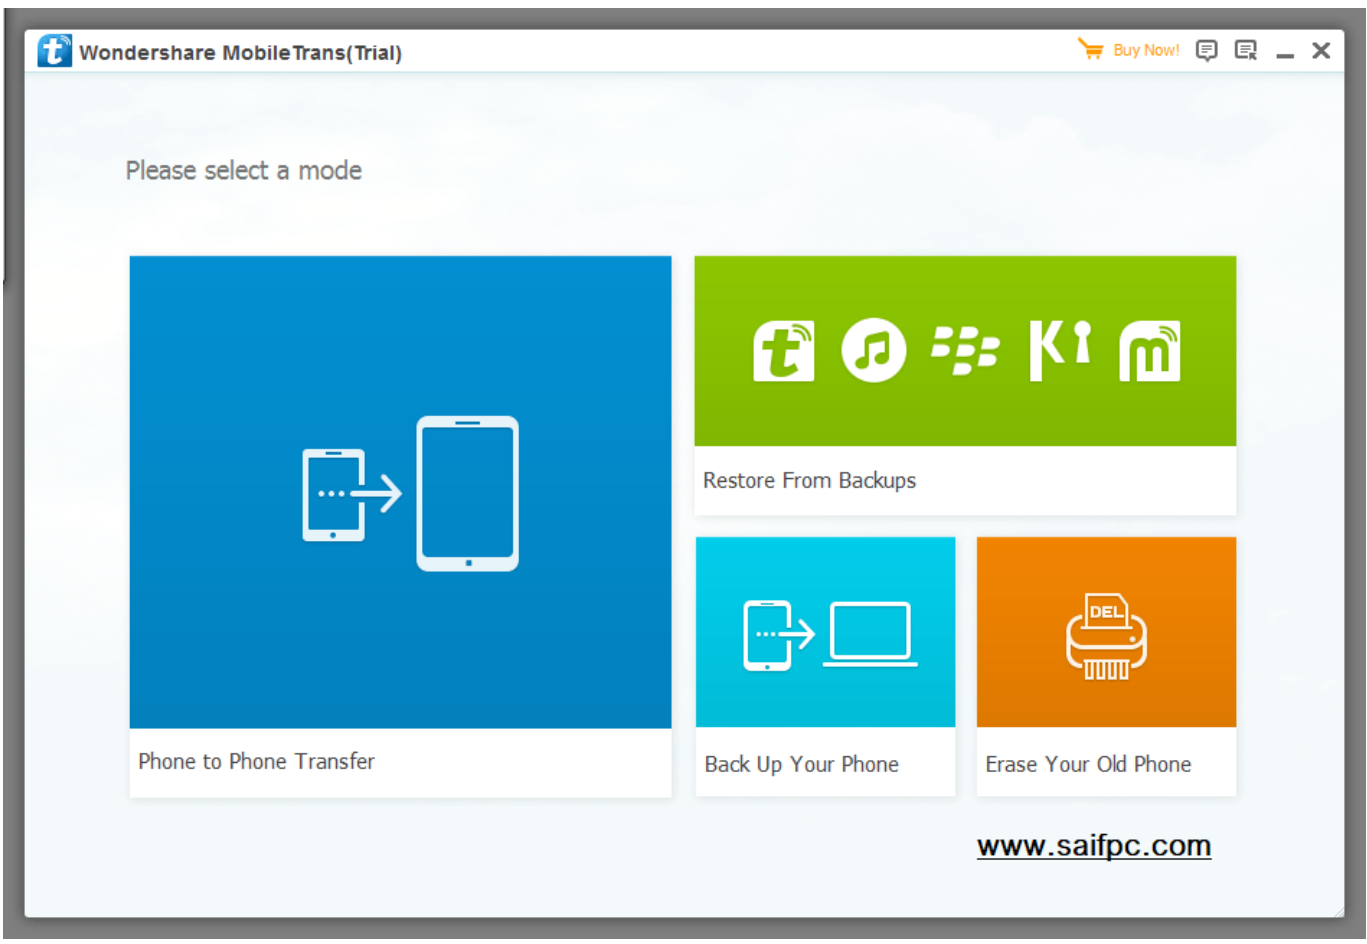 Wondershare MobileTrans(Trial)
Buy Now!
Please select a mode
Restore From Backups
DEL
Phone to Phone Transfer
Back Up Your Phone
Erase Your Old Phone
www.saifpc.com